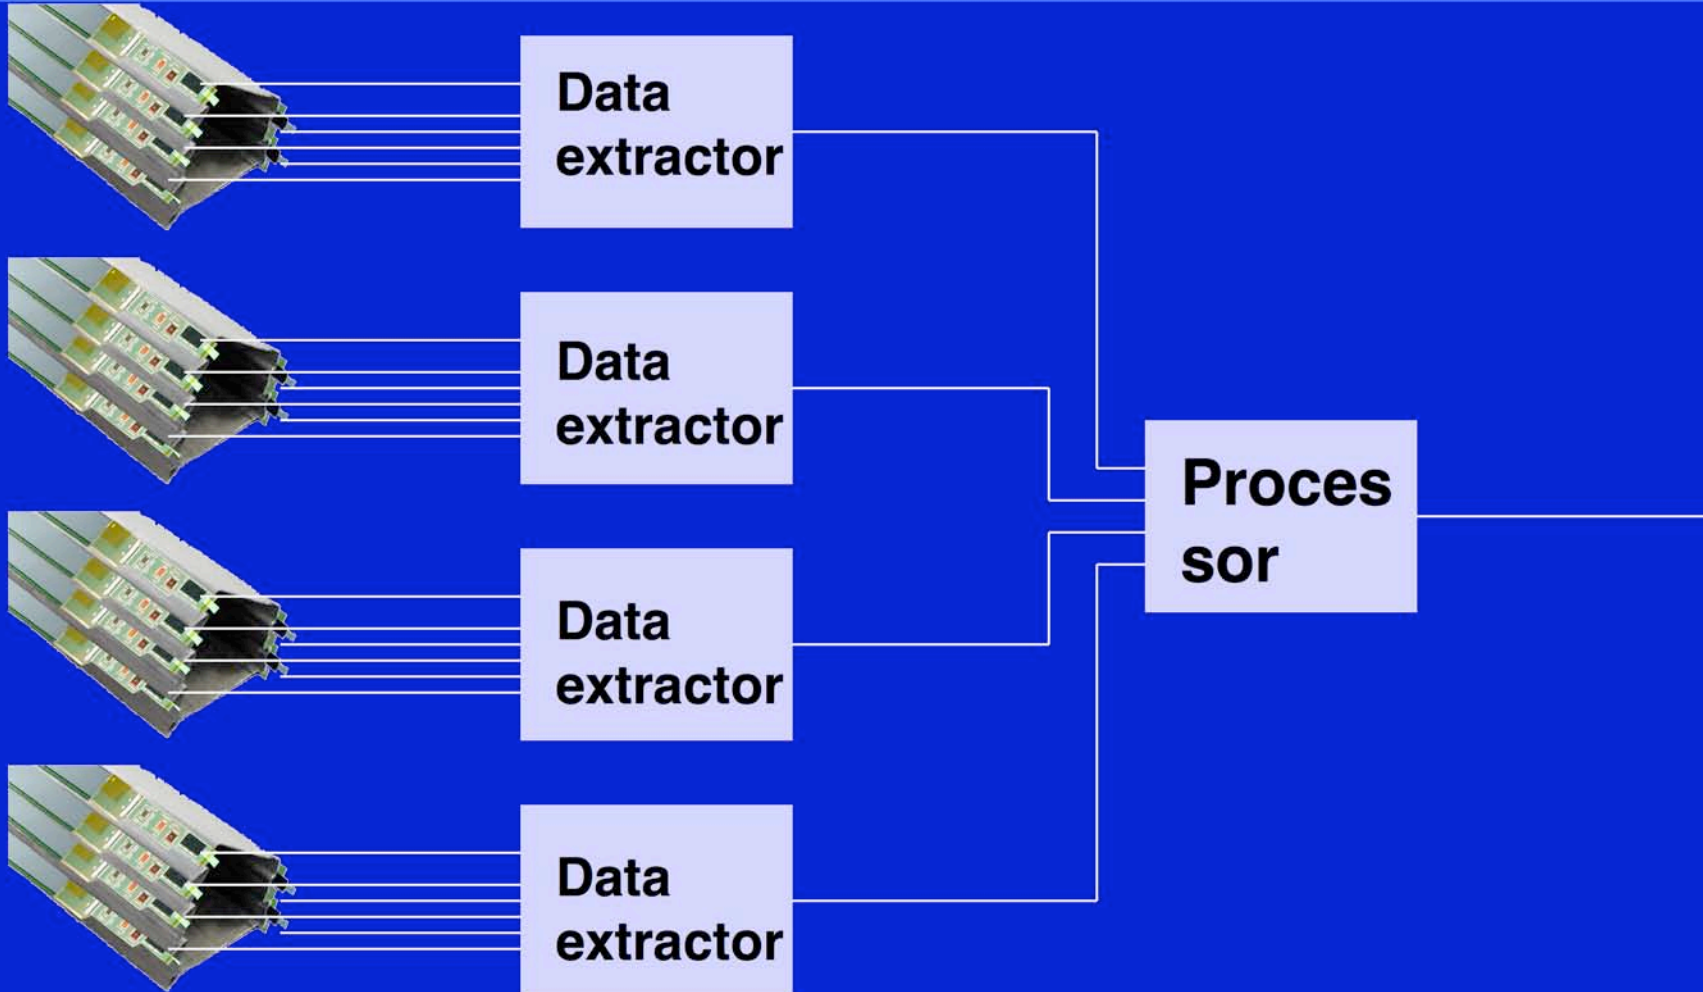 Data
extractor
Data
extractor
Data
extractor
Data
extractor
Proces
sor